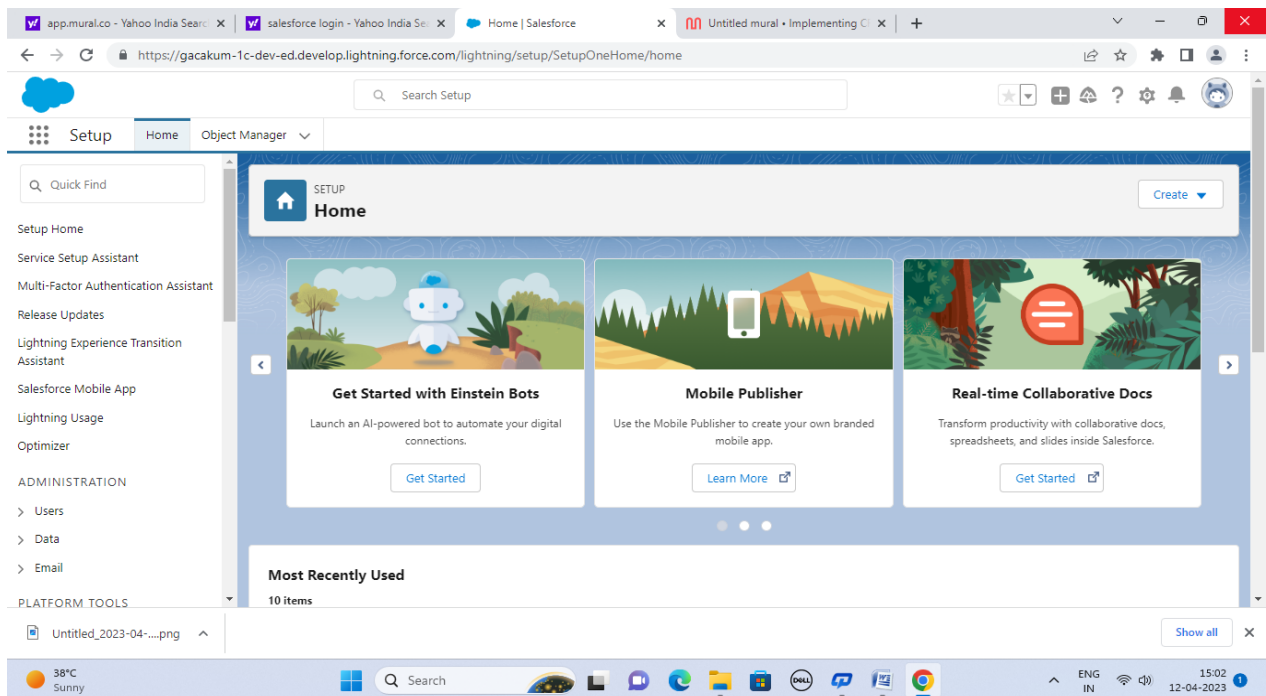 app.mural.co - Yahoo India Searc
salesforce login - Yahoo India Se
Home | Salesforce
Untitled mural • Implementing C
https://gacakum-1c-dev-ed.develop.lightning.force.com/lightning/setup/SetupOneHome/home
Search Setup
Setup
Home
Object Manager
Quick Find
Setup Home
Service Setup Assistant
Multi-Factor Authentication Assistant
Release Updates
Lightning Experience Transition
Assistant
Salesforce Mobile App
Lightning Usage
Optimizer
ADMINISTRATION
Users
Data
Email
PLATFORM TOOLS
SETUP
Home
Create
Get Started with Einstein Bots
Launch an AI-powered bot to automate your digital
connections.
Get Started
Mobile Publisher
Use the Mobile Publisher to create your own branded
mobile app.
Learn More
Real-time Collaborative Docs
Transform productivity with collaborative docs,
spreadsheets, and slides inside Salesforce.
Get Started
Most Recently Used
10 items
Untitled_2023-04-....png
Show all
38°C
Sunny
Search
DELL
ENG
IN
15:02
12-04-2023
1